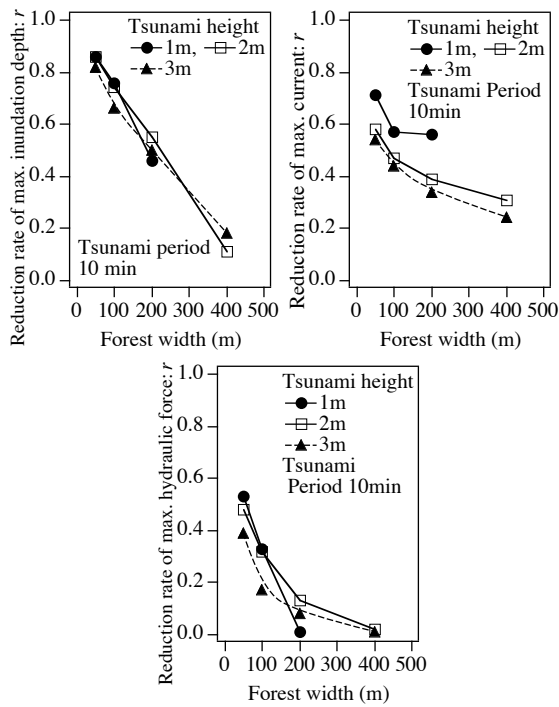 Reduction rate of max. inundation depth: r
1.0
0.8
0.6
0.4
0.2
0.0
Tsunami height
1m, 2m
3m
Tsunami period
10 min
0 100 200 300 400 500
Forest width (m)
Reduction rate of max. current: r
1.0
0.8
0.6
0.4
0.2
0.0
Tsunami height
1m, 2m
3m
Tsunami Period
10min
0 100 200 300 400 500
Forest width (m)
Reduction rate of max. hydraulic force: r
1.0
0.8
0.6
0.4
0.2
0.0
Tsunami height
1m
2m
3m
Tsunami
Period 10min
0 100 200 300 400 500
Forest width (m)